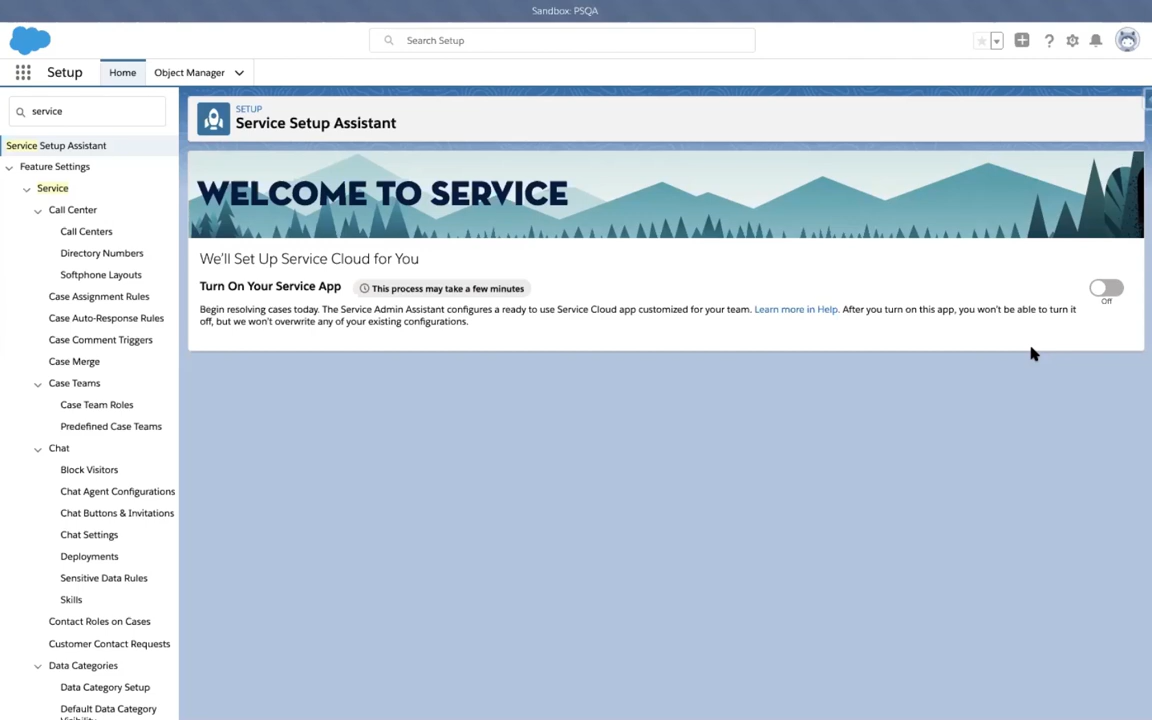 Sandbox: PSQA
Search Setup
Setup
Home
Object Manager
service
Service Setup Assistant
Feature Settings
Service
Call Center
Call Centers
Directory Numbers
Softphone Layouts
Case Assignment Rules
Case Auto-Response Rules
Case Comment Triggers
Case Merge
Case Teams
Case Team Roles
Predefined Case Teams
Chat
Block Visitors
Chat Agent Configurations
Chat Buttons & Invitations
Chat Settings
Deployments
Sensitive Data Rules
Skills
Contact Roles on Cases
Customer Contact Requests
Data Categories
Data Category Setup
Default Data Category
Visibility
SETUP
Service Setup Assistant
WELCOME TO SERVICE
We'll Set Up Service Cloud for You
Turn On Your Service App
This process may take a few minutes
Off
Begin resolving cases today. The Service Admin Assistant configures a ready to use Service Cloud app customized for your team. Learn more in Help. After you turn on this app, you won't be able to turn it
off, but we won't overwrite any of your existing configurations.